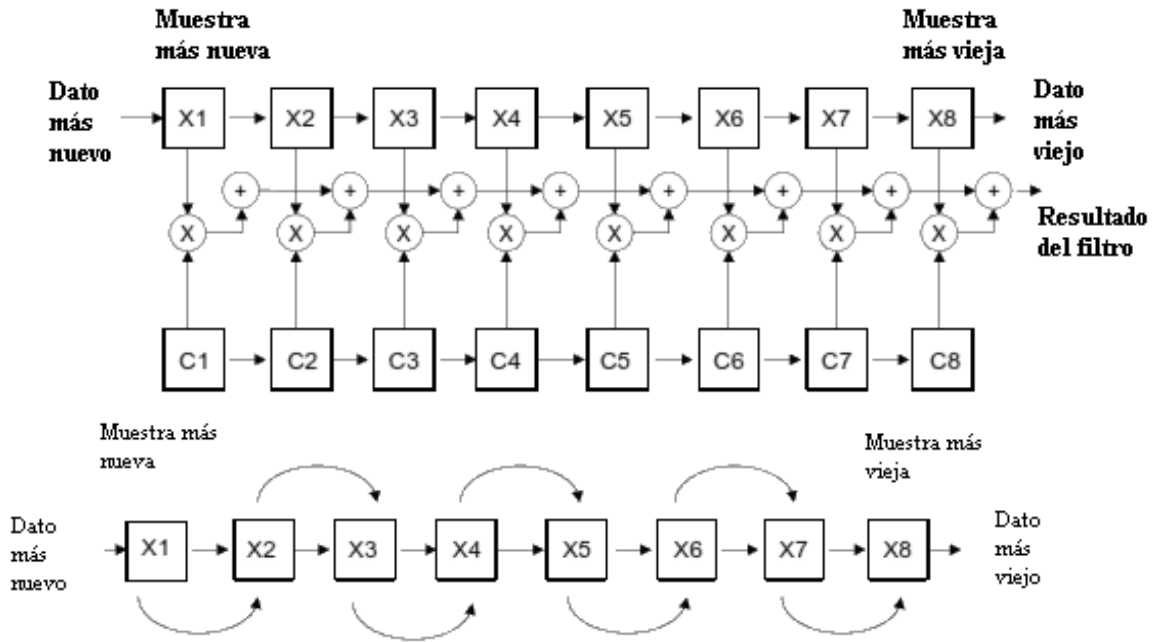 Muestra
más nueva
Muestra
más vieja
Dato
más
nuevo
X1 X2 X3 X4 X5 X6 X7 X8
Dato
más
viejo
+ + + + + + + +
X X X X X X X X
Resultado
del filtro
C1 C2 C3 C4 C5 C6 C7 C8
Muestra más
nueva
Muestra más
vieja
Dato
más
nuevo
X1 X2 X3 X4 X5 X6 X7 X8
Dato
más
viejo